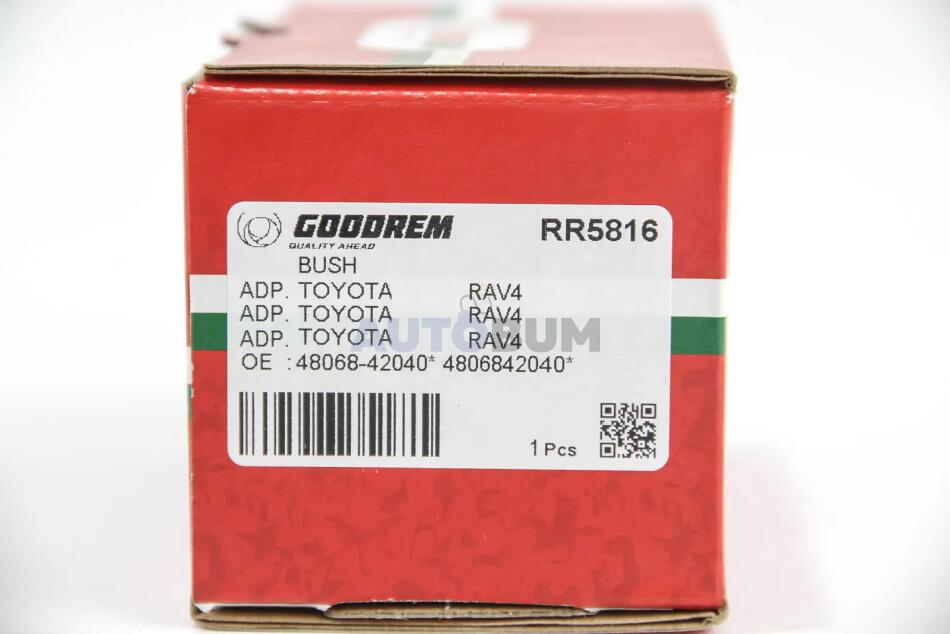 GOODREM
QUALITY AHEAD
RR5816
BUSH
ADP. TOYOTA RAV4
ADP. TOYOTA RAV4
ADP. TOYOTA RAV4
AUTOBUM
OE : 48068-42040* 4806842040*
1 Pcs